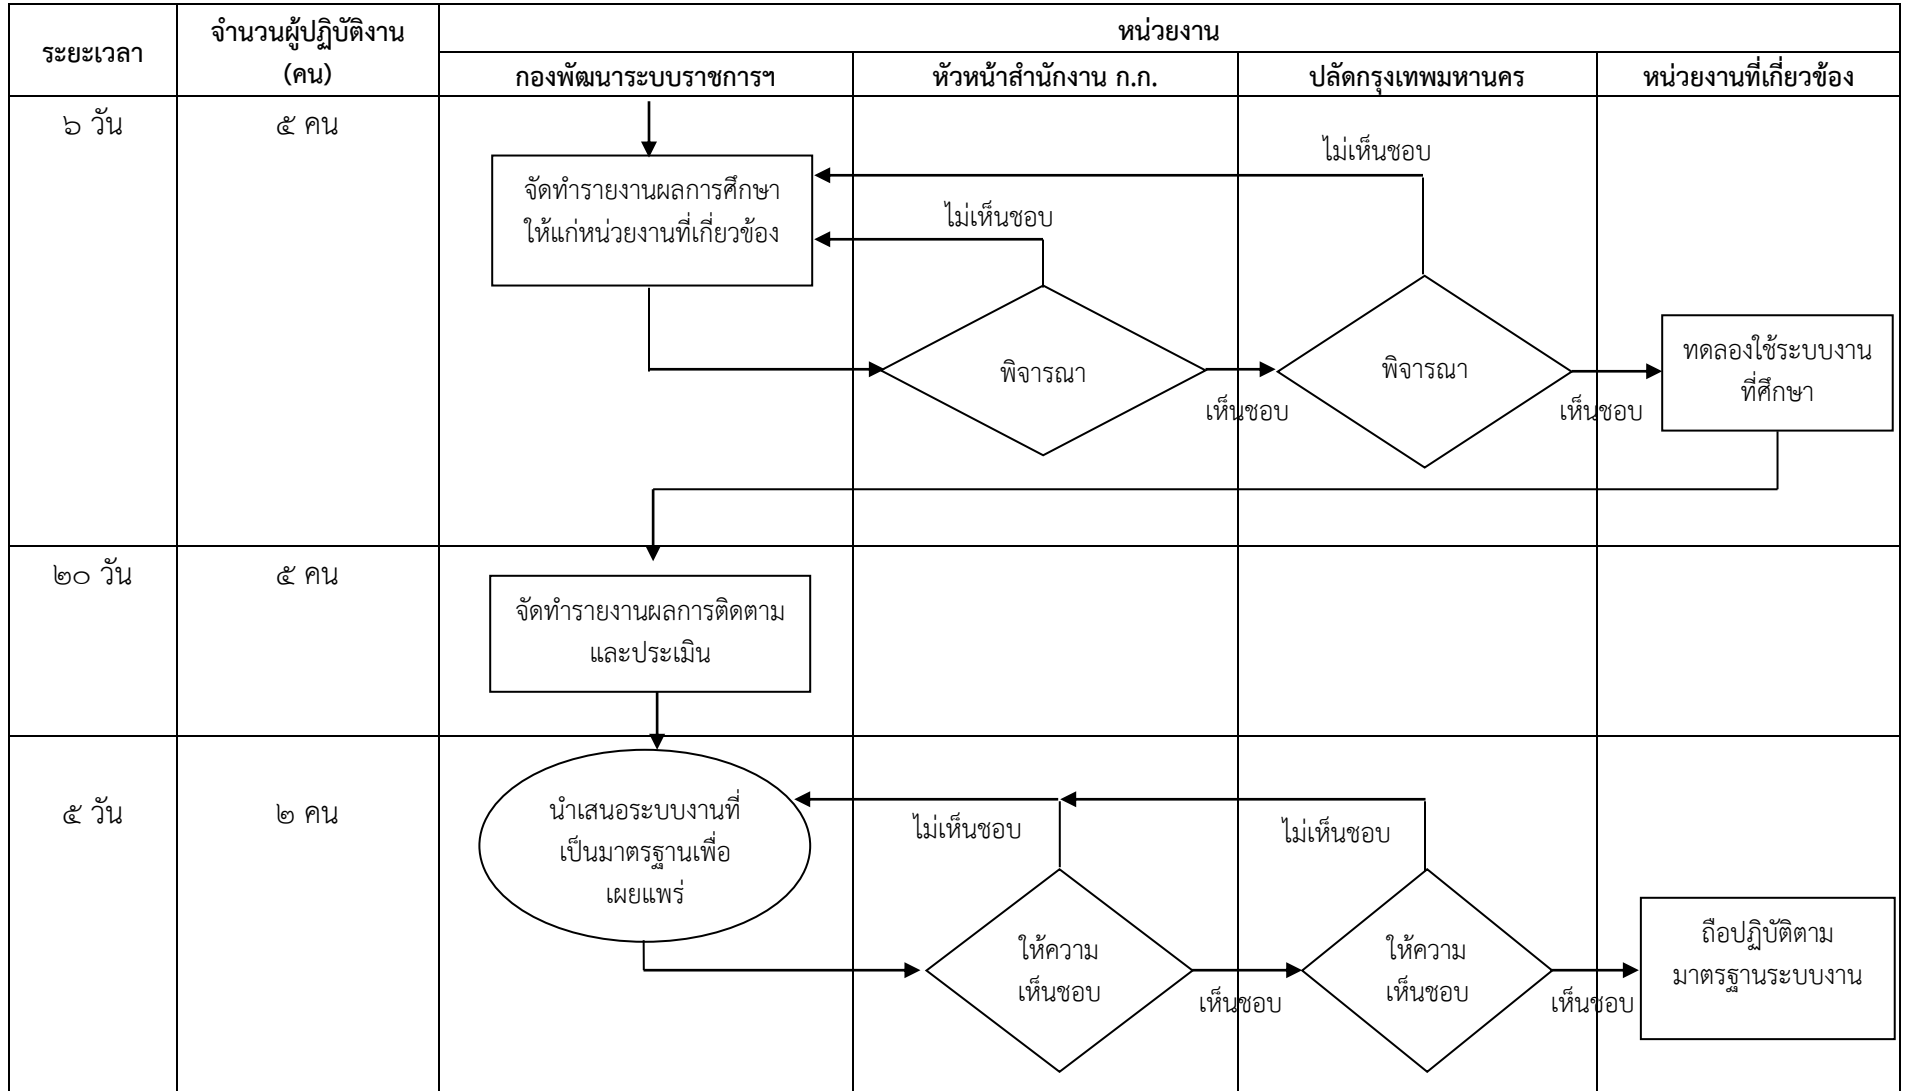 ระยะเวลา
จำนวนผู้ปฏิบัติงาน
(คน)
หน่วยงาน
กองพัฒนาระบบราชการฯ
หัวหน้าสำนักงาน ก.ก.
ปลัดกรุงเทพมหานคร
หน่วยงานที่เกี่ยวข้อง
๖ วัน
๕ คน
จัดทำรายงานผลการศึกษา
ให้แก่หน่วยงานที่เกี่ยวข้อง
ไม่เห็นชอบ
ไม่เห็นชอบ
พิจารณา
เห็นชอบ
พิจารณา
เห็นชอบ
ทดลองใช้ระบบงาน
ที่ศึกษา
๒๐ วัน
๕ คน
จัดทำรายงานผลการติดตาม
และประเมิน
๕ วัน
๒ คน
นำเสนอระบบงานที่
เป็นมาตรฐานเพื่อ
เผยแพร่
ไม่เห็นชอบ
ไม่เห็นชอบ
ให้ความ
เห็นชอบ
เห็นชอบ
ให้ความ
เห็นชอบ
เห็นชอบ
ถือปฏิบัติตาม
มาตรฐานระบบงาน